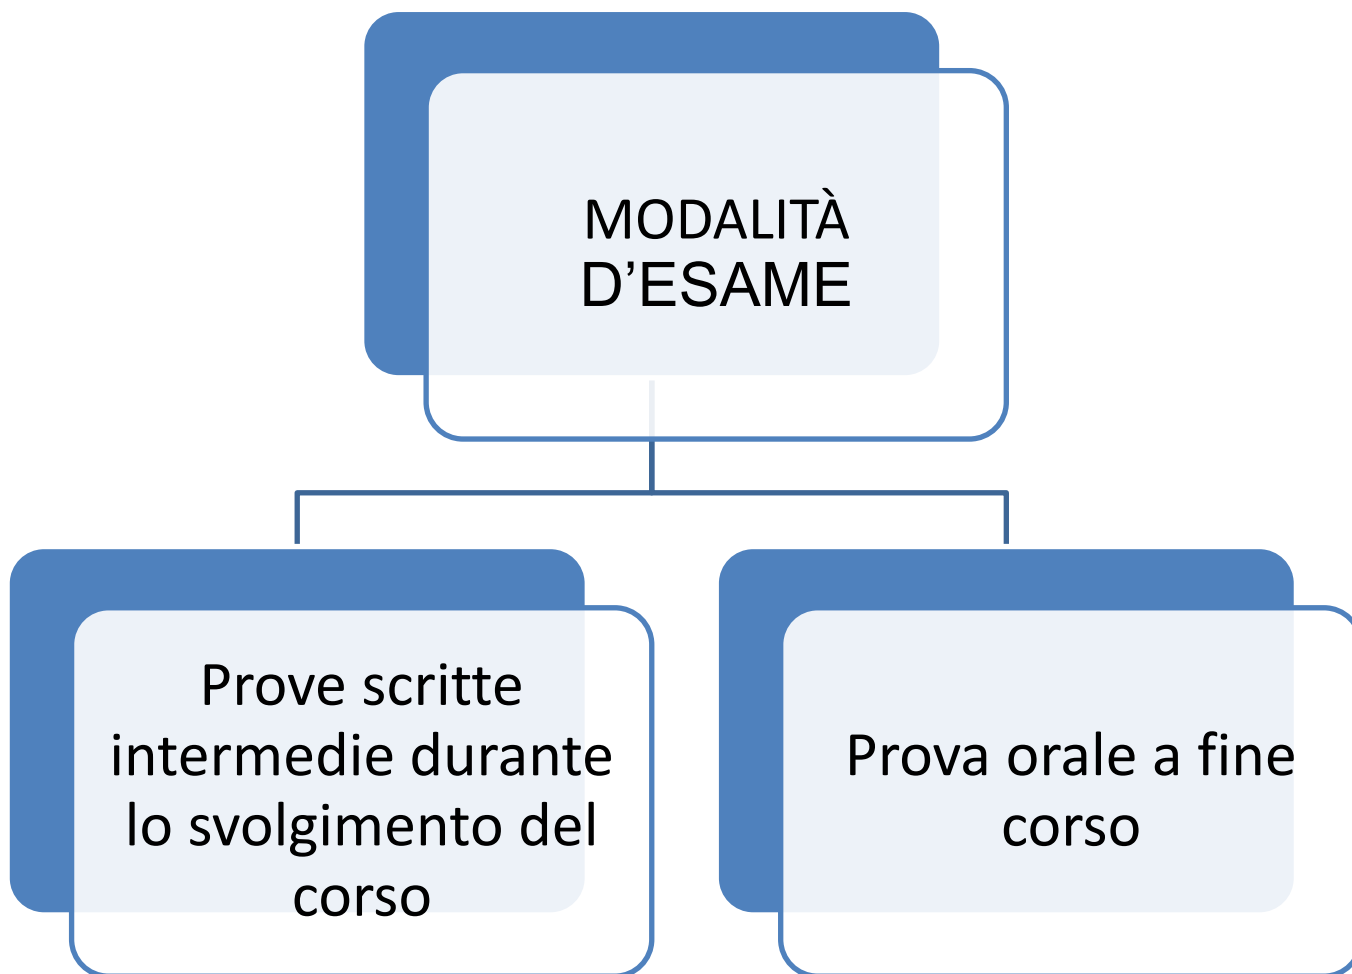 MODALITÀ
D’ESAME
Prove scritte
intermedie durante
lo svolgimento del
corso
Prova orale a fine
corso